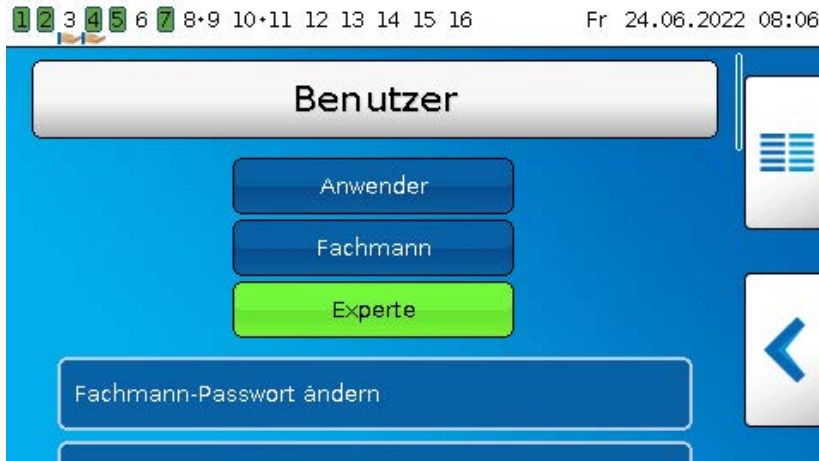 1 2 3 4 5 6 7 8+9 10+11 12 13 14 15 16 Fr 24.06.2022 08:06
Benutzer
Anwender
Fachmann
Experte
Fachmann-Passwort ändern